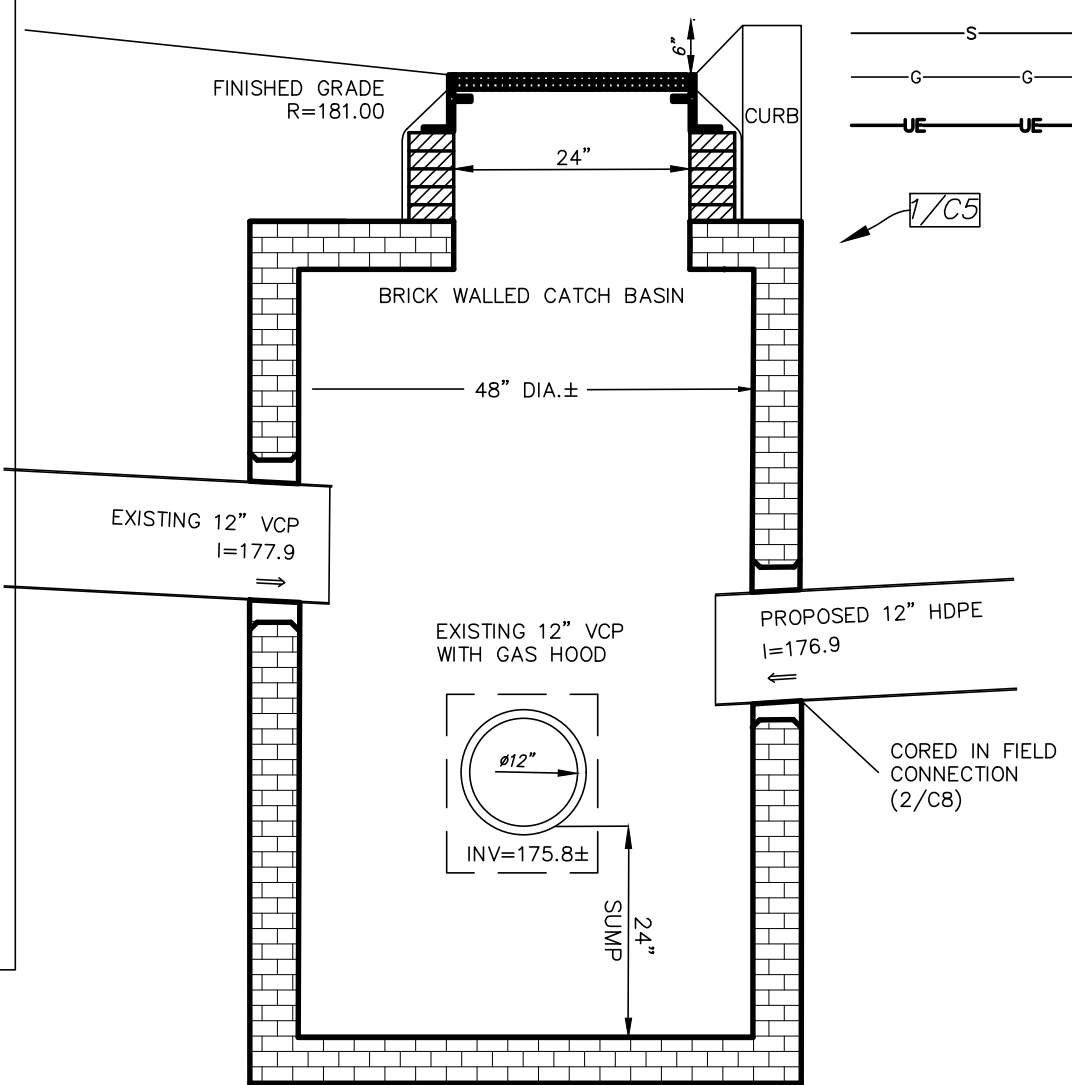 S
6”
FINISHED GRADE
R=181.00
G G
CURB
UE UE
24”
1/C5
BRICK WALLED CATCH BASIN
48” DIA.±
EXISTING 12” VCP
I=177.9
⇒
EXISTING 12” VCP
WITH GAS HOOD
PROPOSED 12” HDPE
I=176.9
⇐
ø12”
CORED IN FIELD
CONNECTION
(2/C8)
INV=175.8±
24”
SUMP